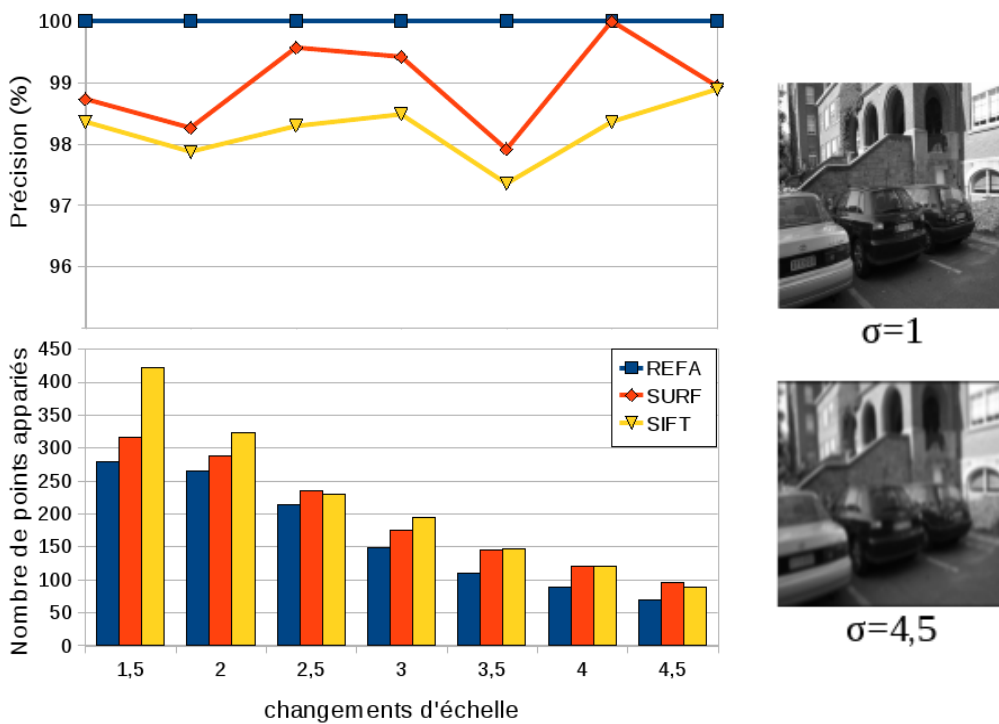 Précision (%)
100
99
98
97
96
σ=1
Nombre de points appariés
450
400
350
300
250
200
150
100
50
0
REFA
SURF
SIFT
1,5
2
2,5
3
3,5
4
4,5
changements d'échelle
σ=4,5